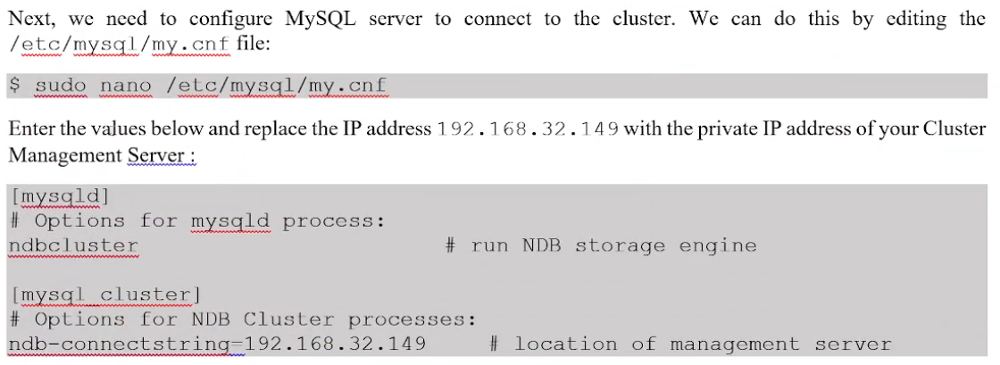 Next, we need to configure MySQL server to connect to the cluster. We can do this by editing the
/etc/mysql/my.cnf file:
$ sudo nano /etc/mysql/my.cnf
Enter the values below and replace the IP address 192.168.32.149 with the private IP address of your Cluster
Management Server :
[mysqld]
# Options for mysqld process:
ndbcluster # run NDB storage engine
[mysql_cluster]
# Options for NDB Cluster processes:
ndb-connectstring=192.168.32.149 # location of management server